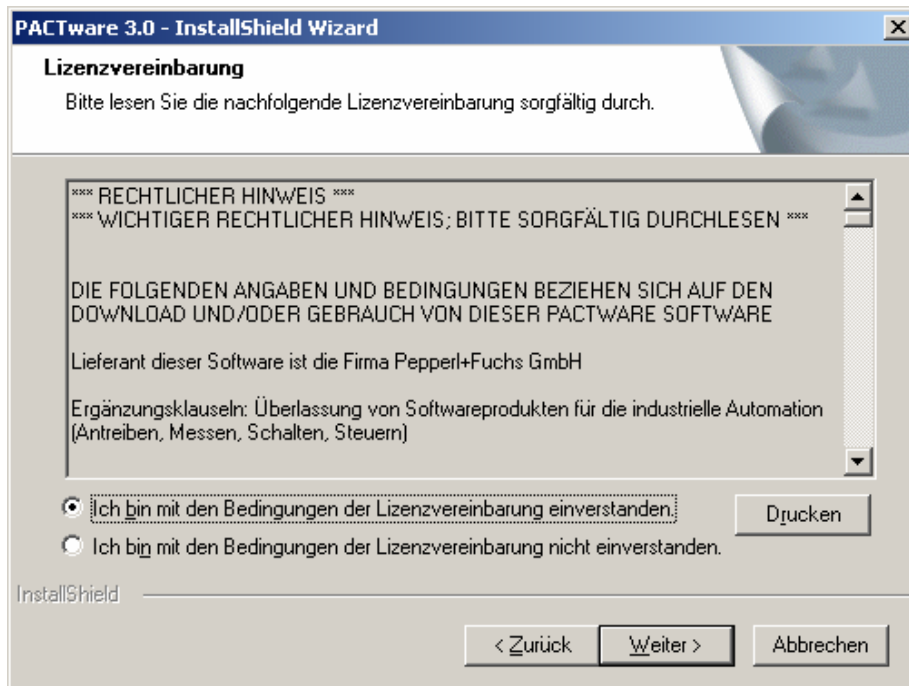 PACTware 3.0 - InstallShield Wizard
Lizenzvereinbarung
Bitte lesen Sie die nachfolgende Lizenzvereinbarung sorgfältig durch.
*** RECHTLICHER HINWEIS ***
*** WICHTIGER RECHTLICHER HINWEIS; BITTE SORGFÄLTIG DURCHLESEN ***
DIE FOLGENDEN ANGABEN UND BEDINGUNGEN BEZIEHEN SICH AUF DEN
DOWNLOAD UND/ODER GEBRAUCH VON DIESER PACTWARE SOFTWARE
Lieferant dieser Software ist die Firma Pepperl+Fuchs GmbH
Ergänzungsklauseln: Überlassung von Softwareprodukten für die industrielle Automation
(Antreiben, Messen, Schalten, Steuern)
Ich bin mit den Bedingungen der Lizenzvereinbarung einverstanden.
Drucken
Ich bin mit den Bedingungen der Lizenzvereinbarung nicht einverstanden.
InstallShield
< Zurück
Weiter >
Abbrechen